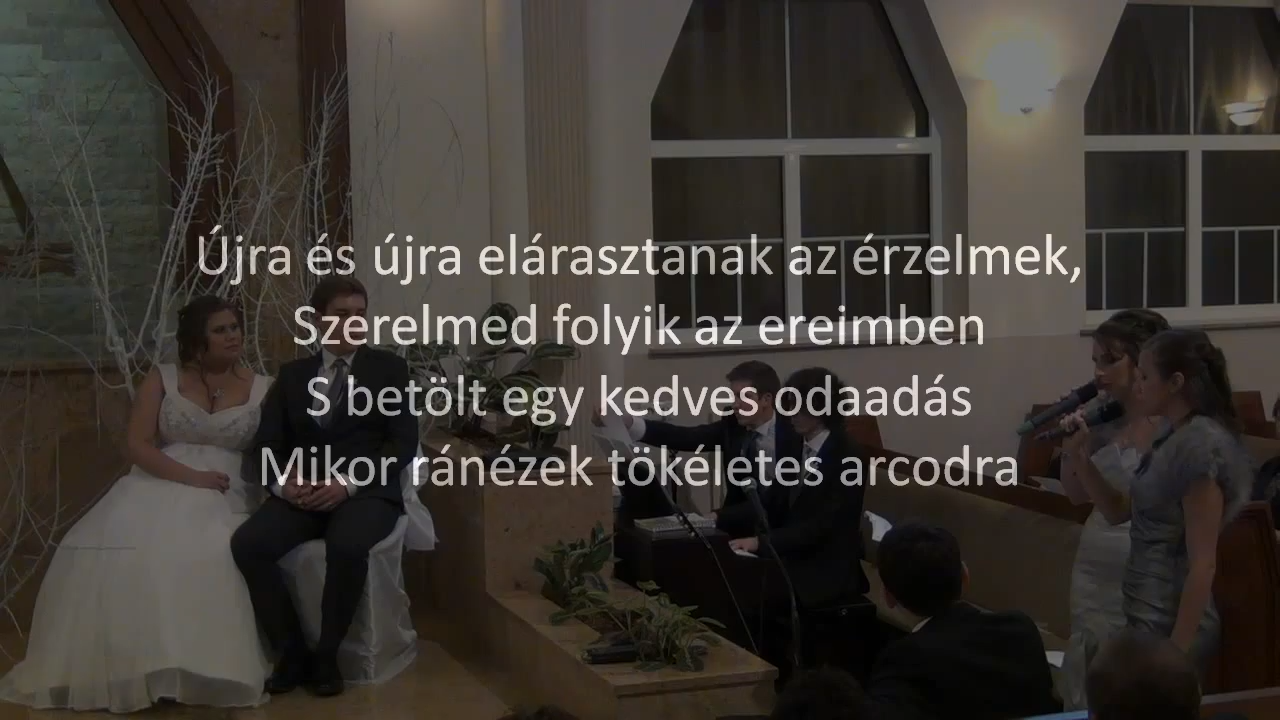 Újra és újra elárasztanak az érzelmek,
Szerelmed folyik az ereimben
S betölt egy kedves odaadás
Mikor ránézek tökéletes arcodra